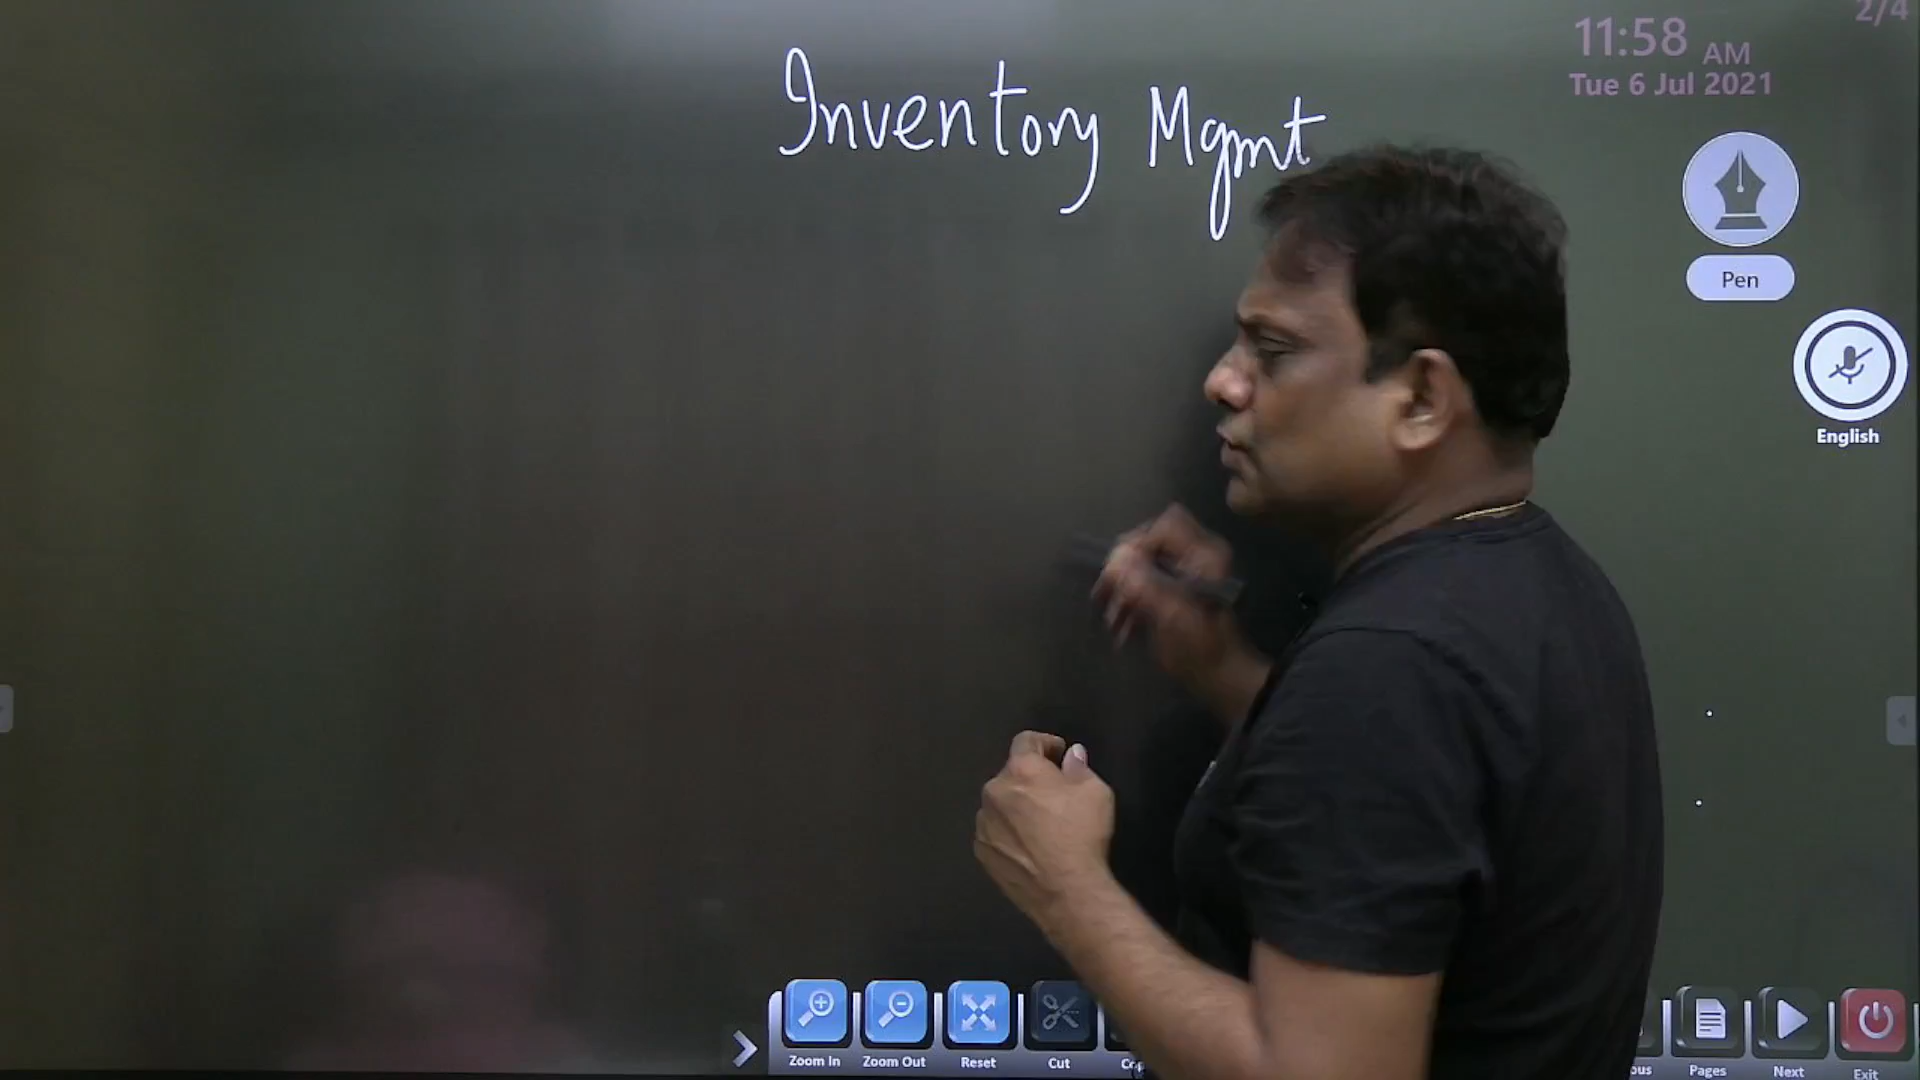 2/4
11:58 AM
Tue 6 Jul 2021
Inventory Mgmt
Pen
English
Zoom In
Zoom Out
Reset
Cut
Pages
Next
Exit